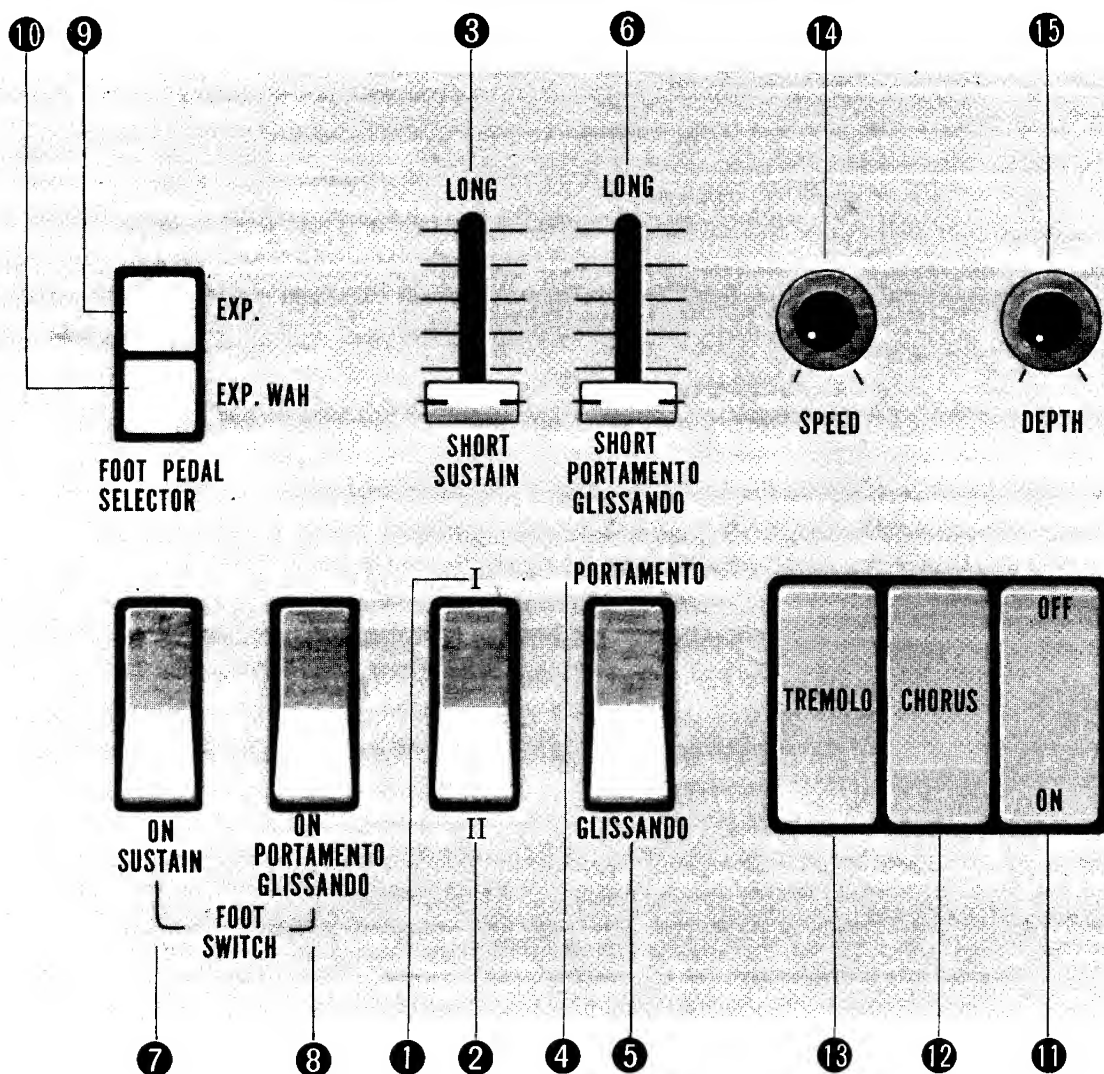 10 9 3 6 14 15
LONG LONG
EXP.
EXP. WAH
FOOT PEDAL
SELECTOR
SHORT
SUSTAIN
SHORT
PORTAMENTO
GLISSANDO
SPEED
DEPTH
I
PORTAMENTO
TREMOLO
CHORUS
OFF
ON
ON
SUSTAIN
ON
PORTAMENTO
GLISSANDO
FOOT
SWITCH
II
GLISSANDO
7 8 1 2 4 5 13 12 11